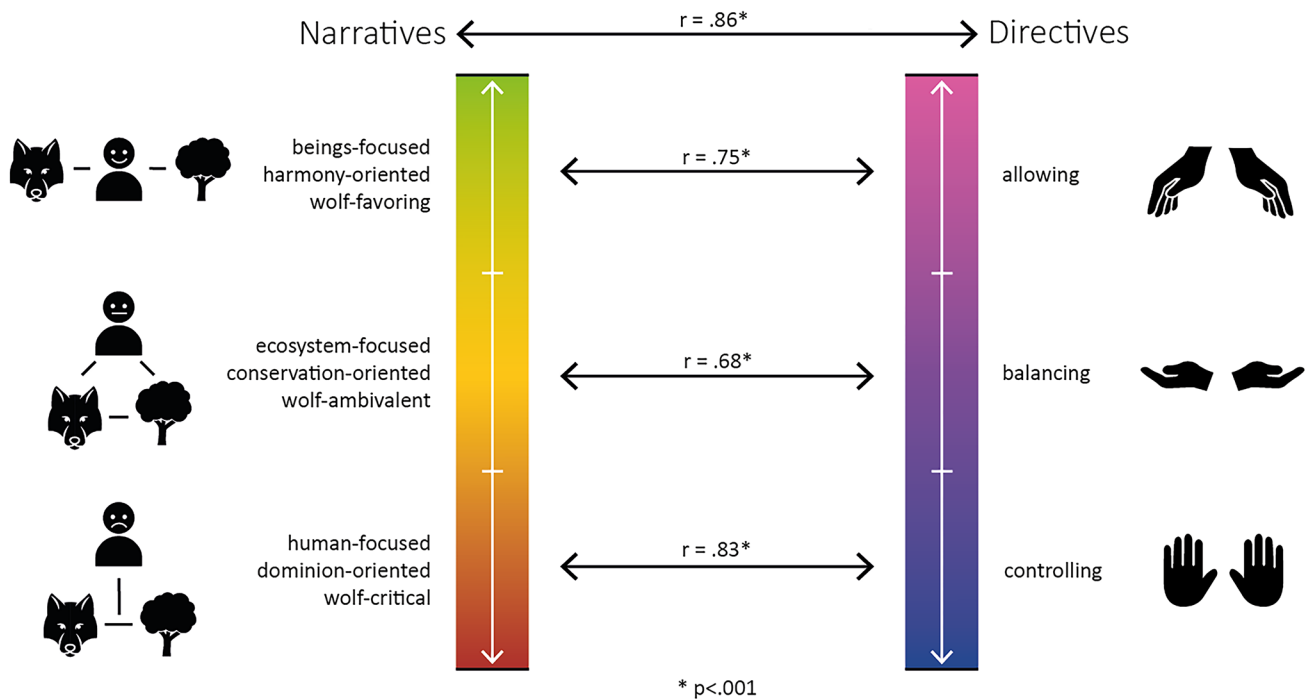 Narratives
r = .86*
Directives
beings-focused
harmony-oriented
wolf-favoring
r = .75*
allowing
ecosystem-focused
conservation-oriented
wolf-ambivalent
r = .68*
balancing
human-focused
dominion-oriented
wolf-critical
r = .83*
controlling
* p<.001